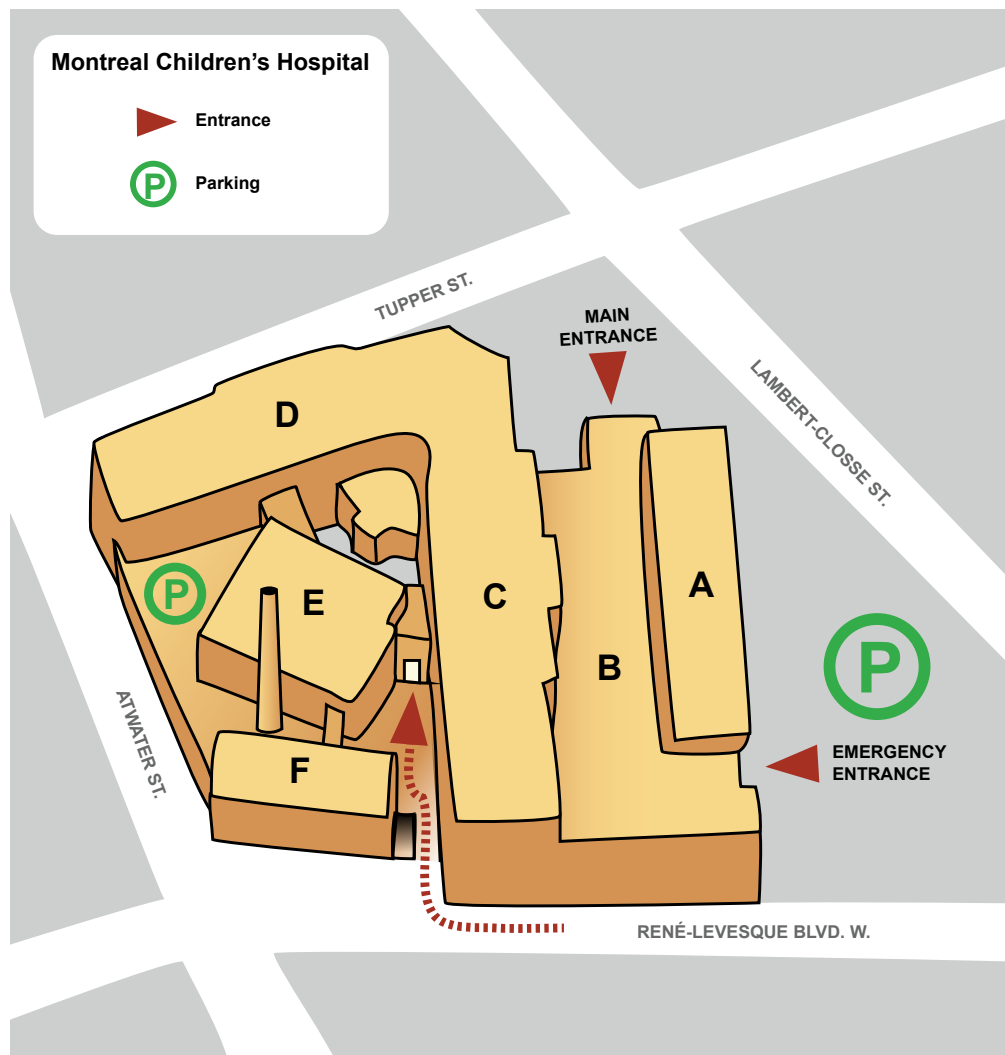 Montreal Children's Hospital
Entrance
P
Parking
TUPPER ST.
MAIN
ENTRANCE
LAMBERT-CLOSSE ST.
D
A
P
E
C
B
P
ATWATER ST.
F
EMERGENCY
ENTRANCE
RENÉ-LEVESQUE BLVD. W.